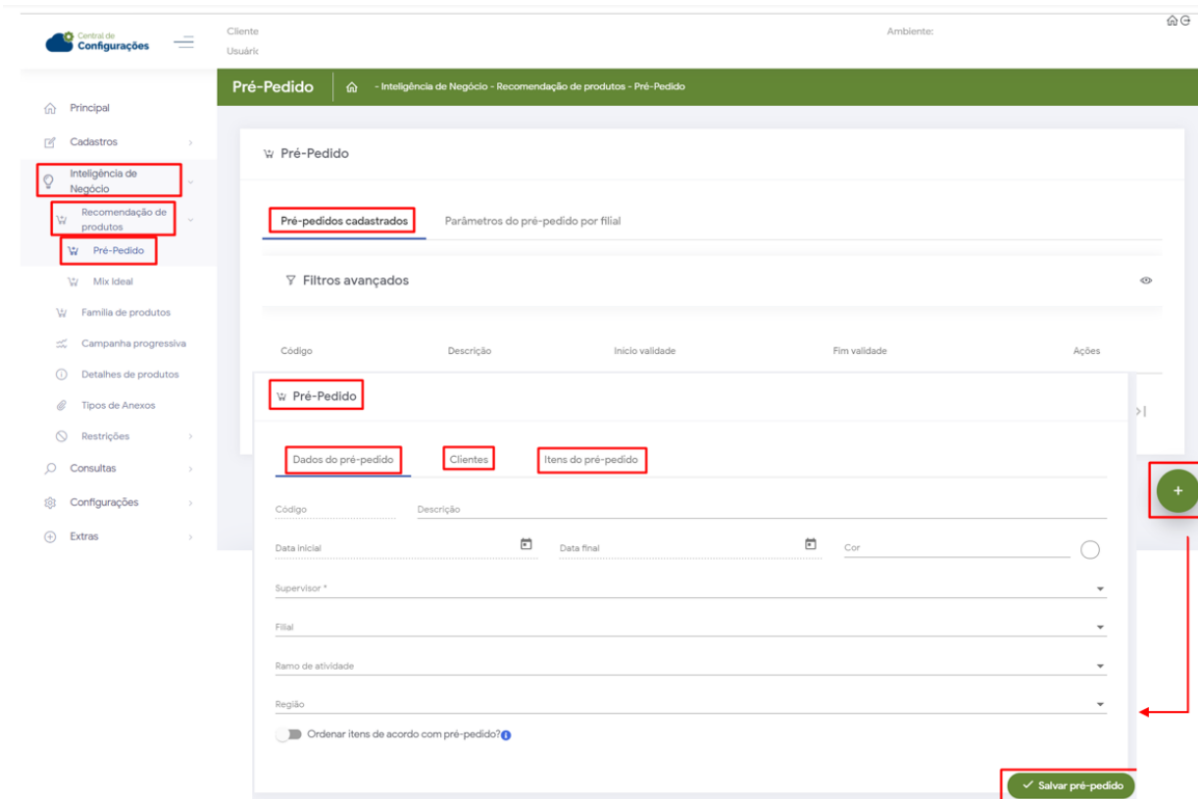 Central de
Configurações
Cliente
Ambiente:
Usuáric
Pré-Pedido
- Inteligência de Negócio - Recomendação de produtos - Pré-Pedido
Principal
Cadastros
Inteligência de
Negócio
Recomendação de
produtos
Pré-Pedido
Mix Ideal
Família de produtos
Campanha progressiva
Detalhes de produtos
Tipos de Anexos
Restrições
Consultas
Configurações
Extras
Pré-Pedido
Pré-pedidos cadastrados
Parâmetros do pré-pedido por filial
Filtros avançados
Código
Descrição
Inicio validade
Fim validade
Ações
Pré-Pedido
Dados do pré-pedido
Clientes
Itens do pré-pedido
Código
Descrição
Data inicial
Data final
Cor
Supervisor *
Filial
Ramo de atividade
Região
Ordenar itens de acordo com pré-pedido?
Salvar pré-pedido